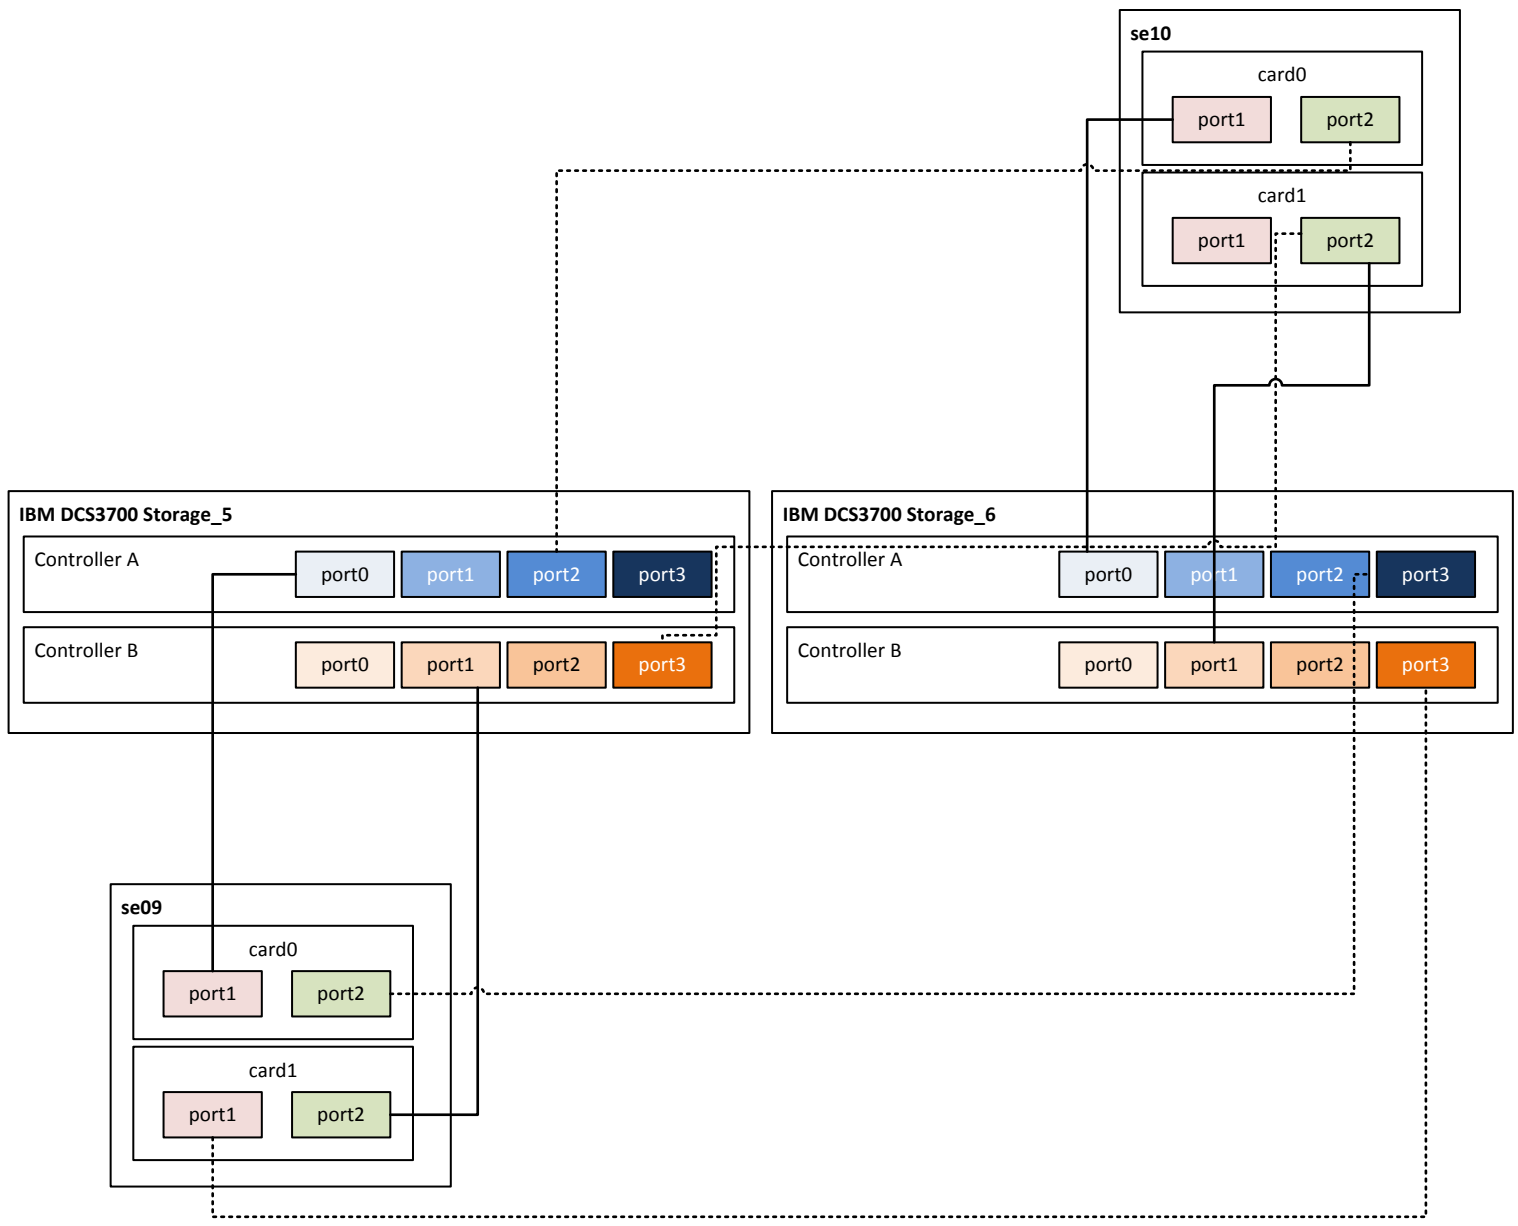 se10
card0
port1 port2
card1
port1 port2
IBM DCS3700 Storage_5
Controller A
port0 port1 port2 port3
Controller B
port0 port1 port2 port3
IBM DCS3700 Storage_6
Controller A
port0 port1 port2 port3
Controller B
port0 port1 port2 port3
se09
card0
port1 port2
card1
port1 port2